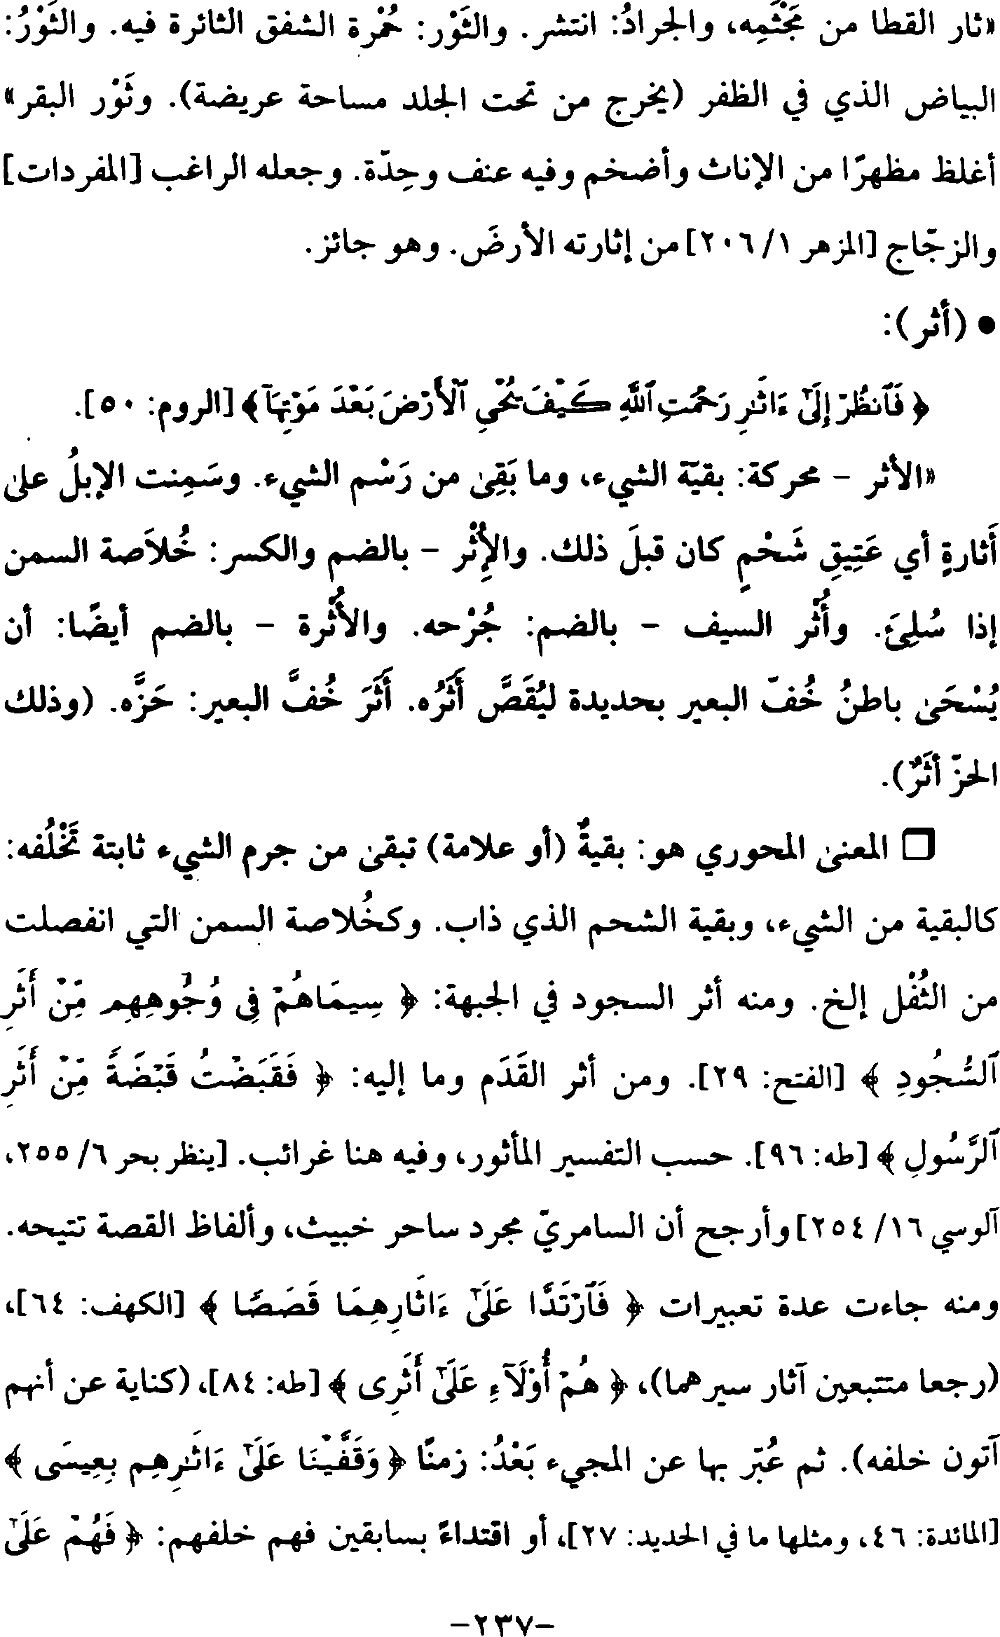 «ثار القطا من مَجْثَمِه، والجرادُ: انتشر. والثَوْر: حُمْرة الشفق الثائرة فيه. والثَوْرُ:
البياض الذي في الظفر (يخرج من تحت الجلد مساحة عريضة). وثَوْر البقر»
أغلظ مظهرًا من الإناث وأضخم وفيه عنف وحِدّة. وجعله الراغب [المفردات]
والزجّاج [المزهر ١/ ٢٠٦] من إثارته الأرضَ. وهو جائز.
• (أثر):
﴿ فَٱنظُرْ إِلَىٰٓ ءَاثَٰرِ رَحْمَتِ ٱللَّهِ كَيْفَ يُحْىِ ٱلْأَرْضَ بَعْدَ مَوْتِهَآ ﴾ [الروم: ٥٠].
«الأثر – محركة: بقيّة الشيء، وما بَقِىٰ من رَسْم الشيء. وسَمِنت الإبلُ علىٰ
أَثارةٍ أي عَتِيقِ شَحْمٍ كان قبلَ ذلك. والإُثْر – بالضم والكسر: خُلاَصة السمن
إذا سُلِئَ. وأُثُْر السيف – بالضم: جُرْحه. والأُثُْرة – بالضم أيضًا: أن
يُسْحَىٰ باطنُ خُفّ البعير بحديدة ليُقَصَّ أَثَرُه. أَثَرَ خُفَّ البعير: حَزَّه. (وذلك
الحزّ أثَرٌ).
□ المعنىٰ المحوري هو: بقيةٌ (أو علامة) تبقىٰ من جرم الشيء ثابتة تَخْلُفه:
كالبقية من الشيء، وبقية الشحم الذي ذاب. وكخُلاصة السمن التي انفصلت
من الثُفْل إلخ. ومنه أثر السجود في الجبهة: ﴿ سِيمَاهُمْ فِى وُجُوهِهِم مِّنْ أَثَرِ
ٱلسُّجُودِ ﴾ [الفتح: ٢٩]. ومن أثر القَدَم وما إليه: ﴿ فَقَبَضْتُ قَبْضَةً مِّنْ أَثَرِ
ٱلرَّسُولِ ﴾ [طه: ٩٦]. حسب التفسير المأثور، وفيه هنا غرائب. [ينظر بحر ٦/ ٢٥٥،
آلوسي ١٦/ ٢٥٤] وأرجح أن السامريّ مجرد ساحر خبيث، وألفاظ القصة تتيحه.
ومنه جاءت عدة تعبيرات ﴿ فَٱرْتَدَّا عَلَىٰٓ ءَاثَارِهِمَا قَصَصًا ﴾ [الكهف: ٦٤]،
(رجعا متتبعين آثار سيرهما)، ﴿ هُمْ أُوْلَآءِ عَلَىٰٓ أَثَرِى ﴾ [طه: ٨٤]، (كناية عن أنهم
آتون خلفه). ثم عُبّر بها عن المجيء بَعْدُ: زمنًا ﴿ وَقَفَّيْنَا عَلَىٰٓ ءَاثَٰرِهِم بِعِيسَى ﴾
[المائدة: ٤٦، ومثلها ما في الحديد: ٢٧]، أو اقتداءً بسابقين فهم خلفهم: ﴿ فَهُمْ عَلَىٰٓ
-٢٣٧-